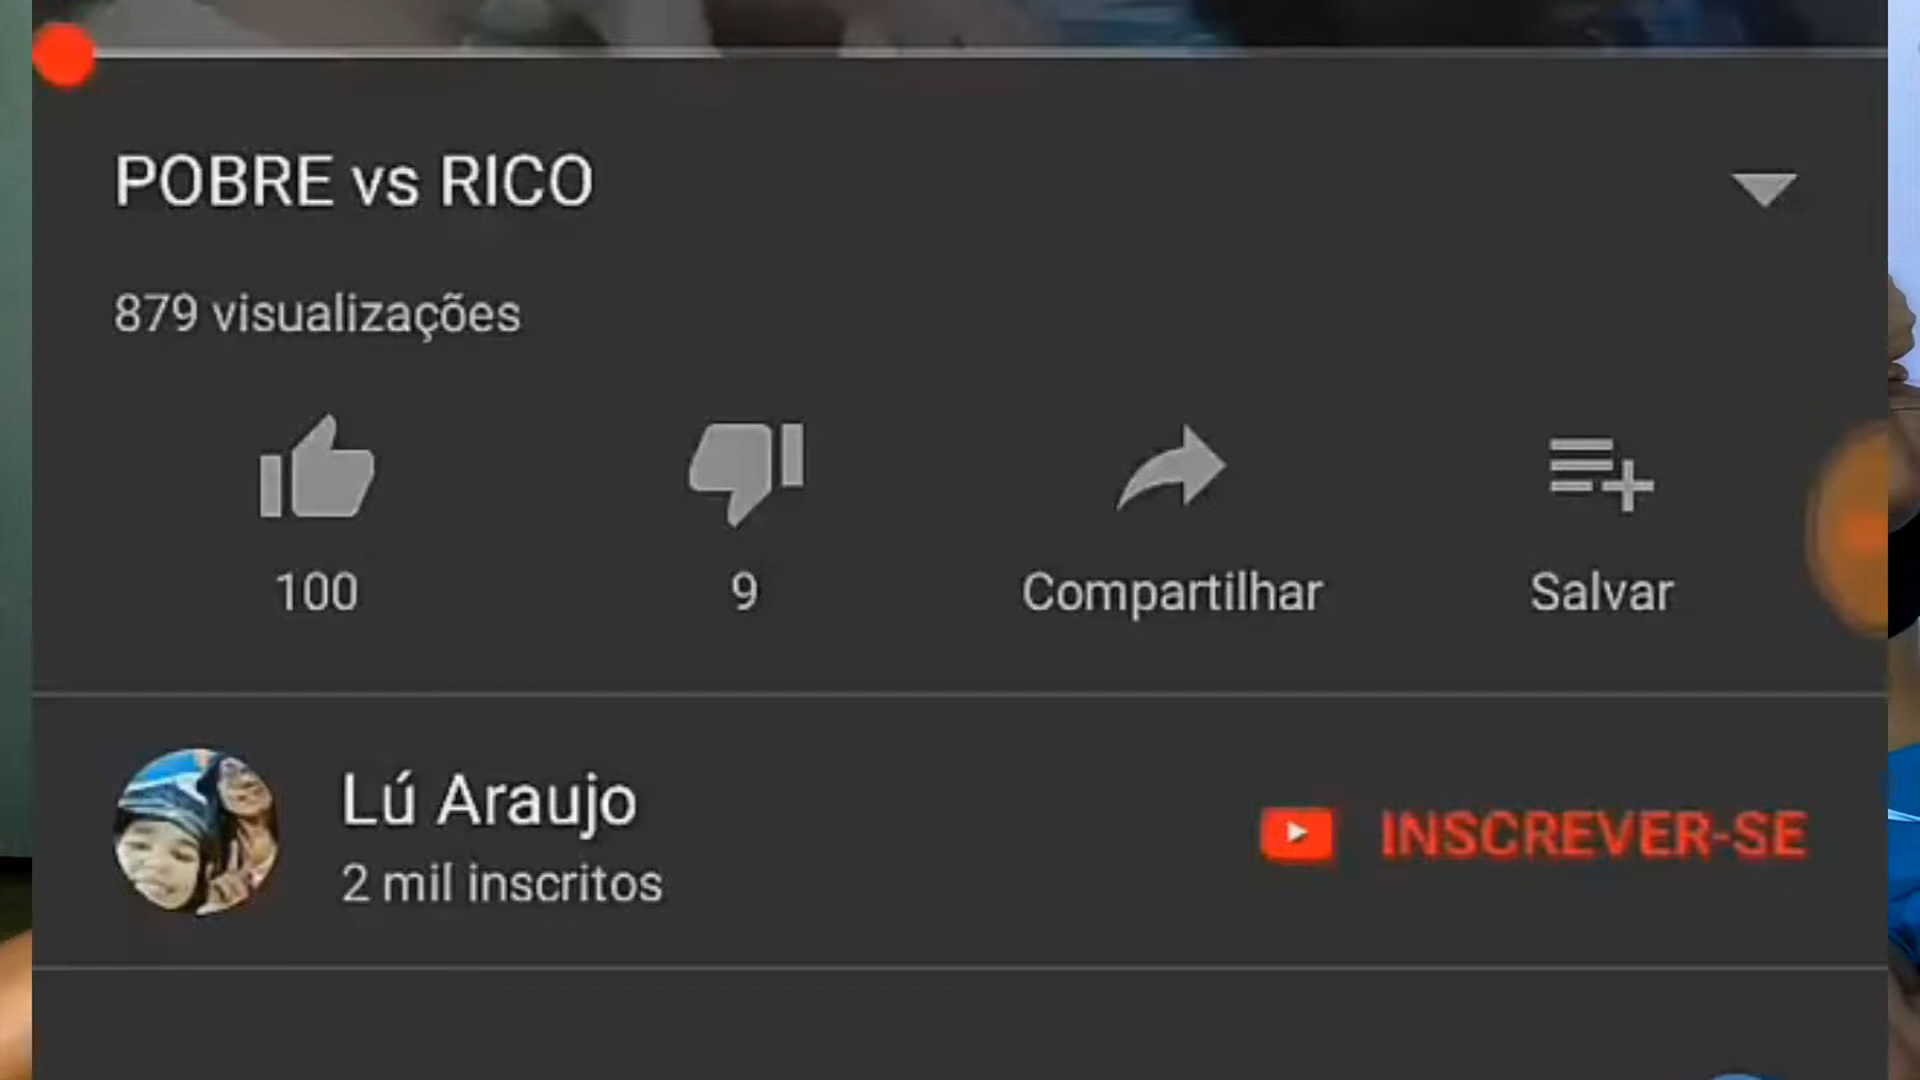 POBRE vs RICO
879 visualizações
100
9
Compartilhar
Salvar
Lú Araujo
2 mil inscritos
INSCREVER-SE